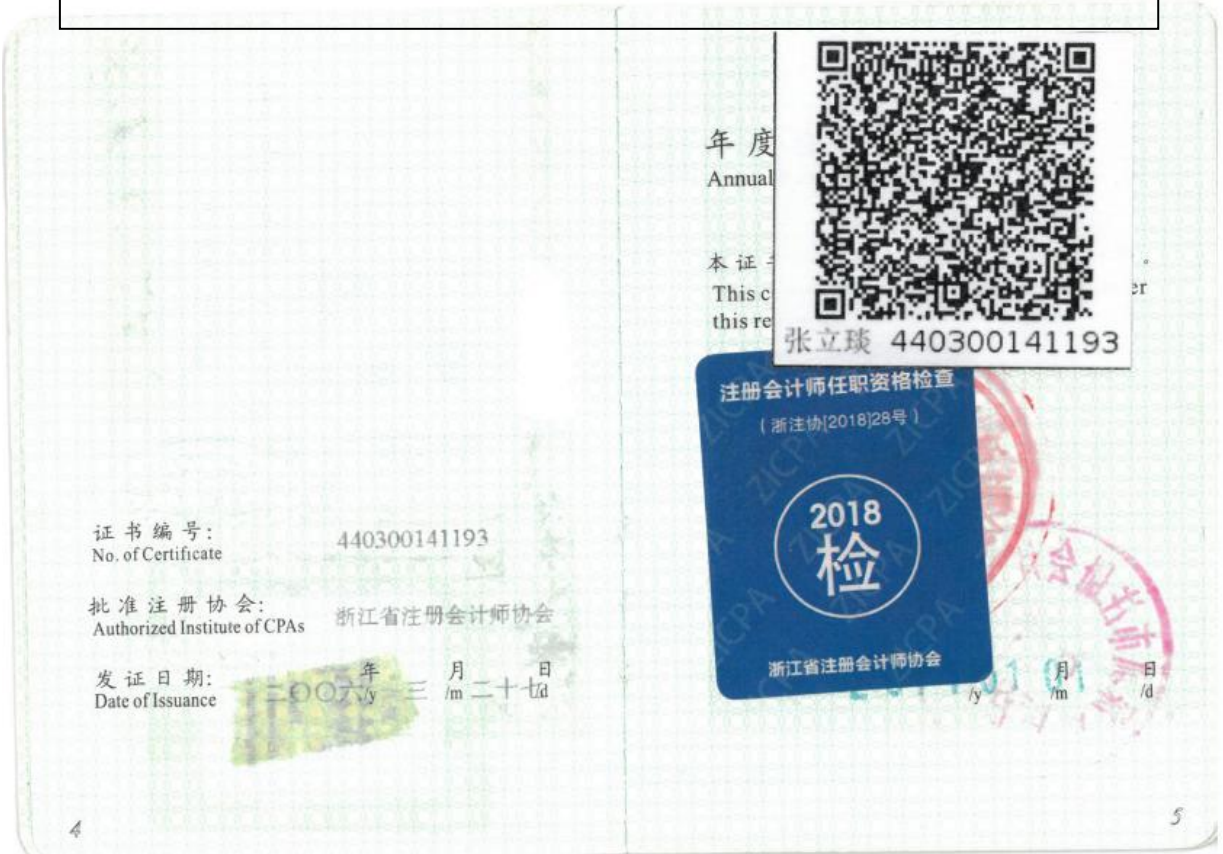 证书编号:
No. of Certificate
440300141193
批准注册协会:
Authorized Institute of CPAs
浙江省注册会计师协会
发证日期:
Date of Issuance
二〇〇六年 三月 二十七日
/y /m /d
4
年度
Annual
本证
。
This c
er
this re
张立琰 440300141193
注册会计师任职资格检查
(浙注协[2018]28号)
2018
检
浙江省注册会计师协会
月 日
/y /m /d
5